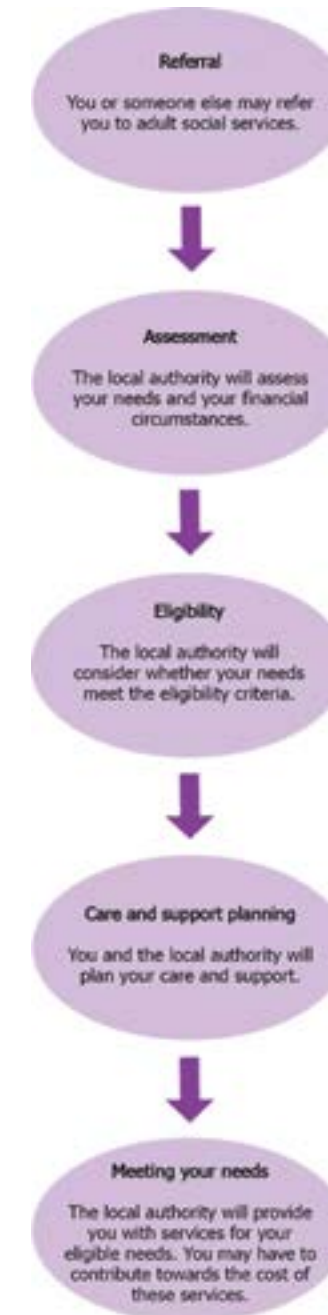 Referral
You or someone else may refer
you to adult social services.
Assessment
The local authority will assess
your needs and your financial
circumstances.
Eligibility
The local authority will
consider whether your needs
meet the eligibility criteria.
Care and support planning
You and the local authority will
plan your care and support.
Meeting your needs
The local authority will provide
you with services for your
eligible needs. You may have to
contribute towards the cost of
these services.